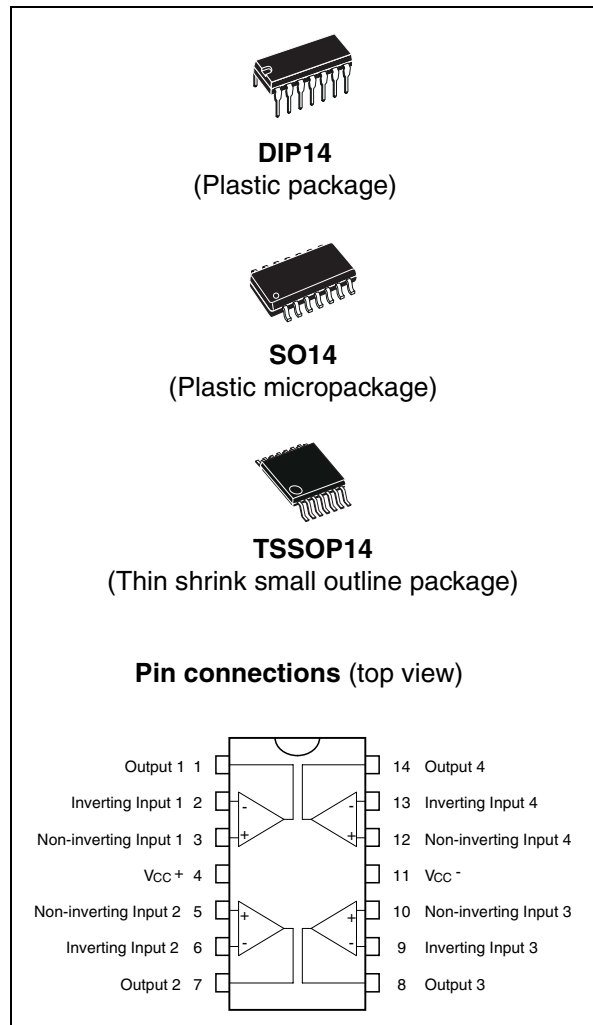 DIP14
(Plastic package)
SO14
(Plastic micropackage)
TSSOP14
(Thin shrink small outline package)
Pin connections (top view)
Output 1 1 14 Output 4
Inverting Input 1 2 - - 13 Inverting Input 4
Non-inverting Input 1 3 + + 12 Non-inverting Input 4
VCC + 4 11 VCC -
Non-inverting Input 2 5 + + 10 Non-inverting Input 3
Inverting Input 2 6 - - 9 Inverting Input 3
Output 2 7 8 Output 3